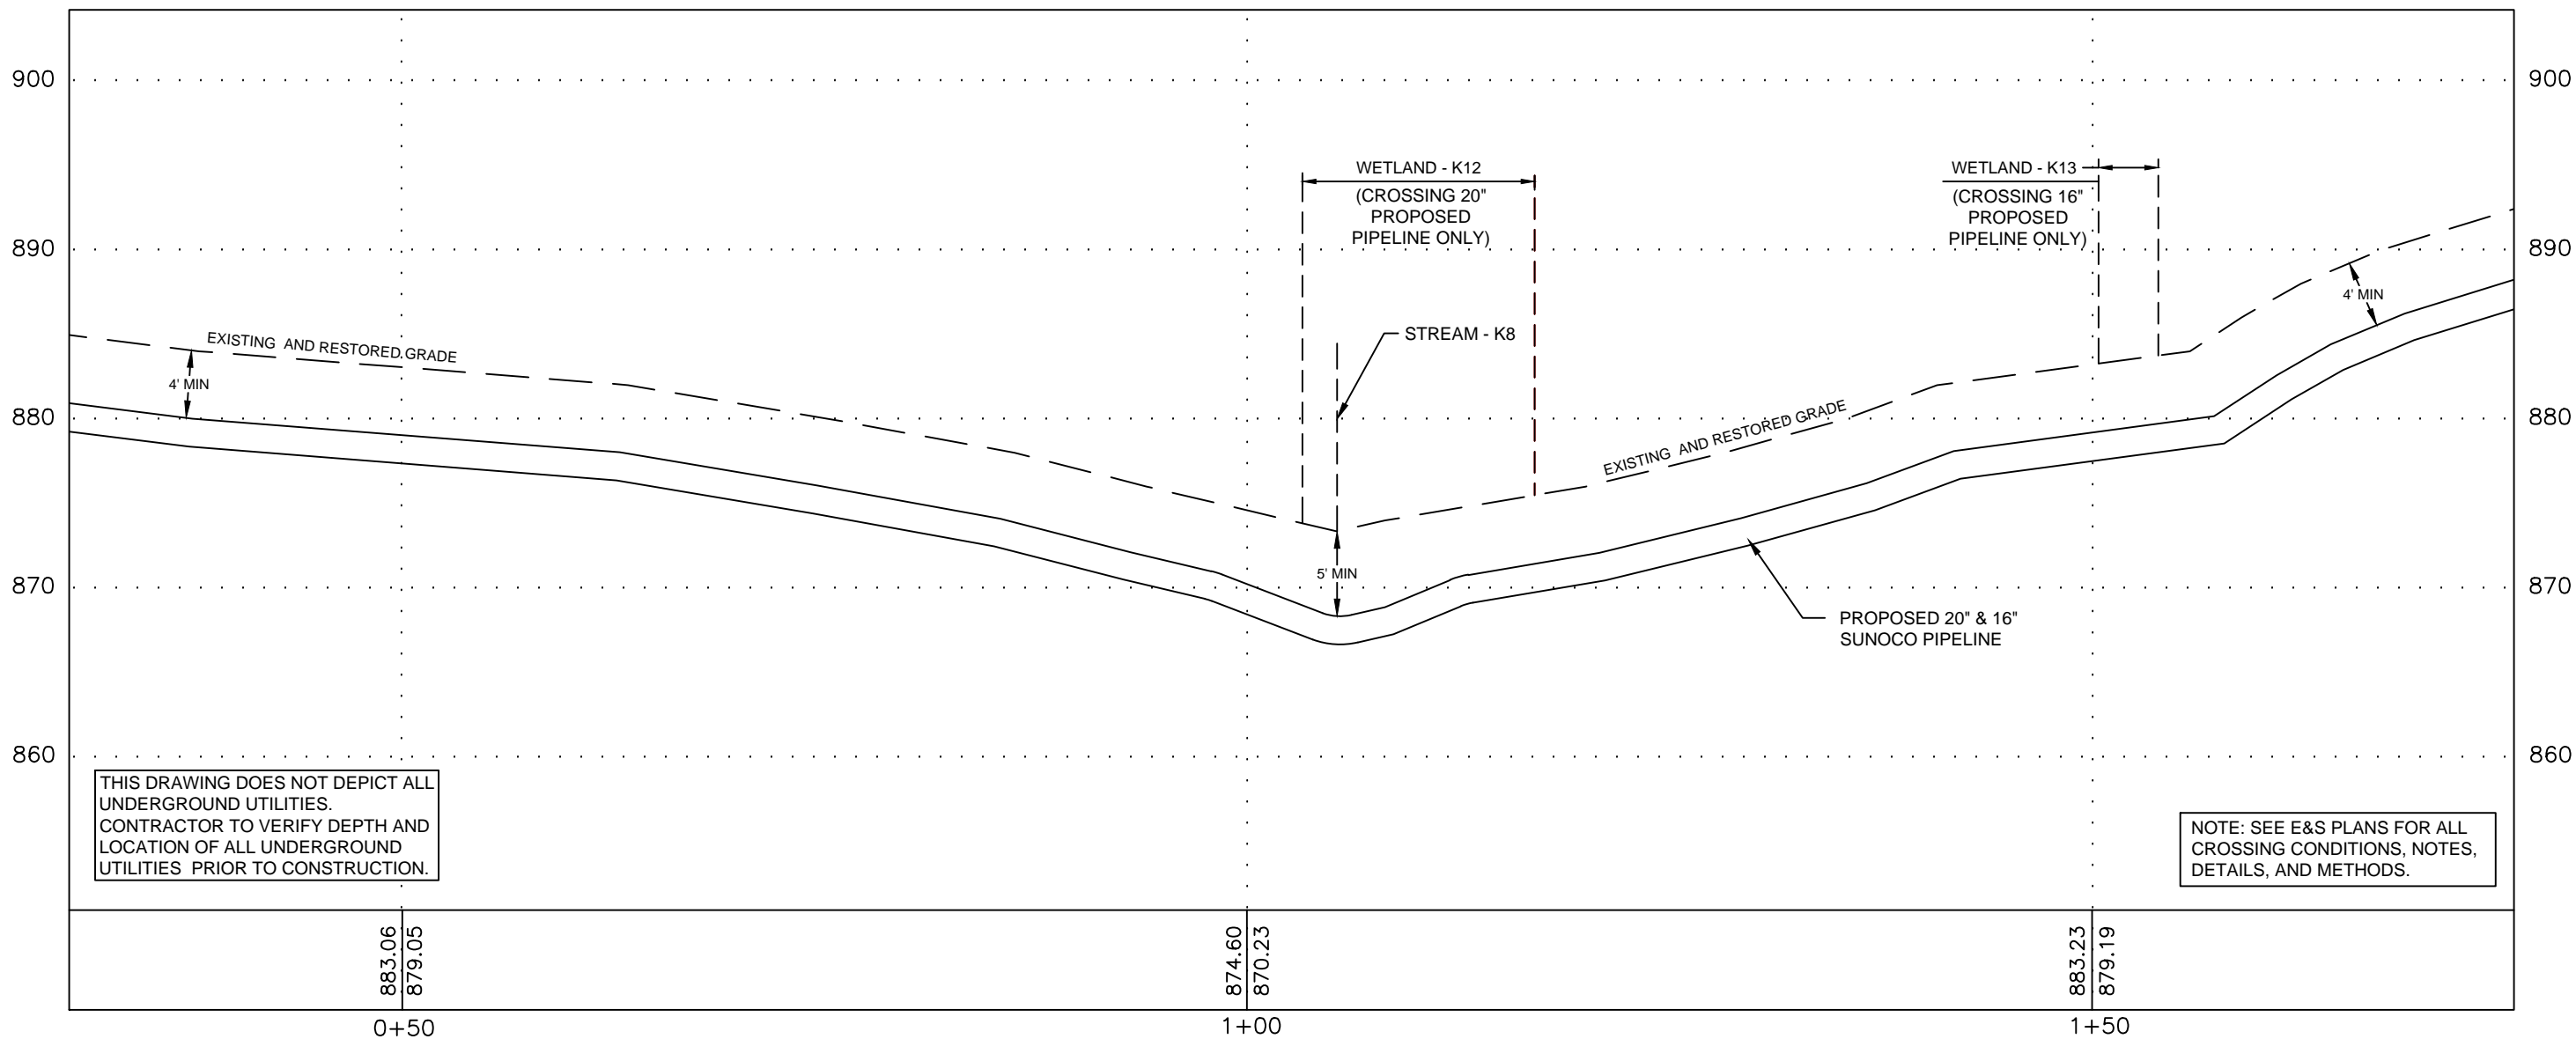 900
900
WETLAND - K12
(CROSSING 20"
PROPOSED
PIPELINE ONLY)
WETLAND - K13
(CROSSING 16"
PROPOSED
PIPELINE ONLY)
890
890
4' MIN
STREAM - K8
EXISTING AND RESTORED GRADE
4' MIN
880
880
EXISTING AND RESTORED GRADE
5' MIN
870
870
PROPOSED 20" & 16"
SUNOCO PIPELINE
860
860
THIS DRAWING DOES NOT DEPICT ALL
UNDERGROUND UTILITIES.
CONTRACTOR TO VERIFY DEPTH AND
LOCATION OF ALL UNDERGROUND
UTILITIES PRIOR TO CONSTRUCTION.
NOTE: SEE E&S PLANS FOR ALL
CROSSING CONDITIONS, NOTES,
DETAILS, AND METHODS.
883.06
879.05
874.60
870.23
883.23
879.19
0+50
1+00
1+50